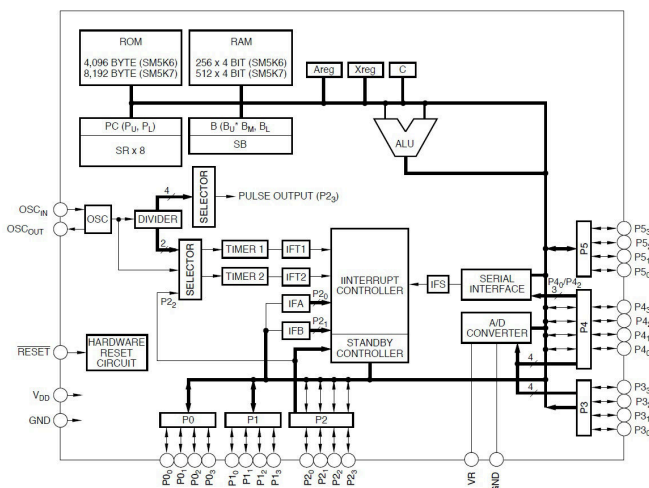 ROM
4,096 BYTE (SM5K6)
8,192 BYTE (SM5K7)
RAM
256 x 4 BIT (SM5K6)
512 x 4 BIT (SM5K7)
Areg
Xreg
C
PC (PU, PL)
SR x 8
B (BU* BM, BL
SB
ALU
OSCIN
OSCOUT
OSC
DIVIDER
4
SELECTOR
PULSE OUTPUT (P23)
2
SELECTOR
P22
TIMER 1
IFT1
TIMER 2
IFT2
IFA
P20
IFB
P21
IINTERRUPT
CONTROLLER
STANDBY
CONTROLLER
IFS
SERIAL
INTERFACE
P40/P42
3
A/D
CONVERTER
4
4
P5
P53
P52
P51
P50
P4
P43
P42
P41
P40
P3
P33
P32
P31
P30
RESET
HARDWARE
RESET
CIRCUIT
VDD
GND
P0
P1
P2
P00
P01
P02
P03
P10
P11
P12
P13
P20
P21
P22
P23
VR
GND